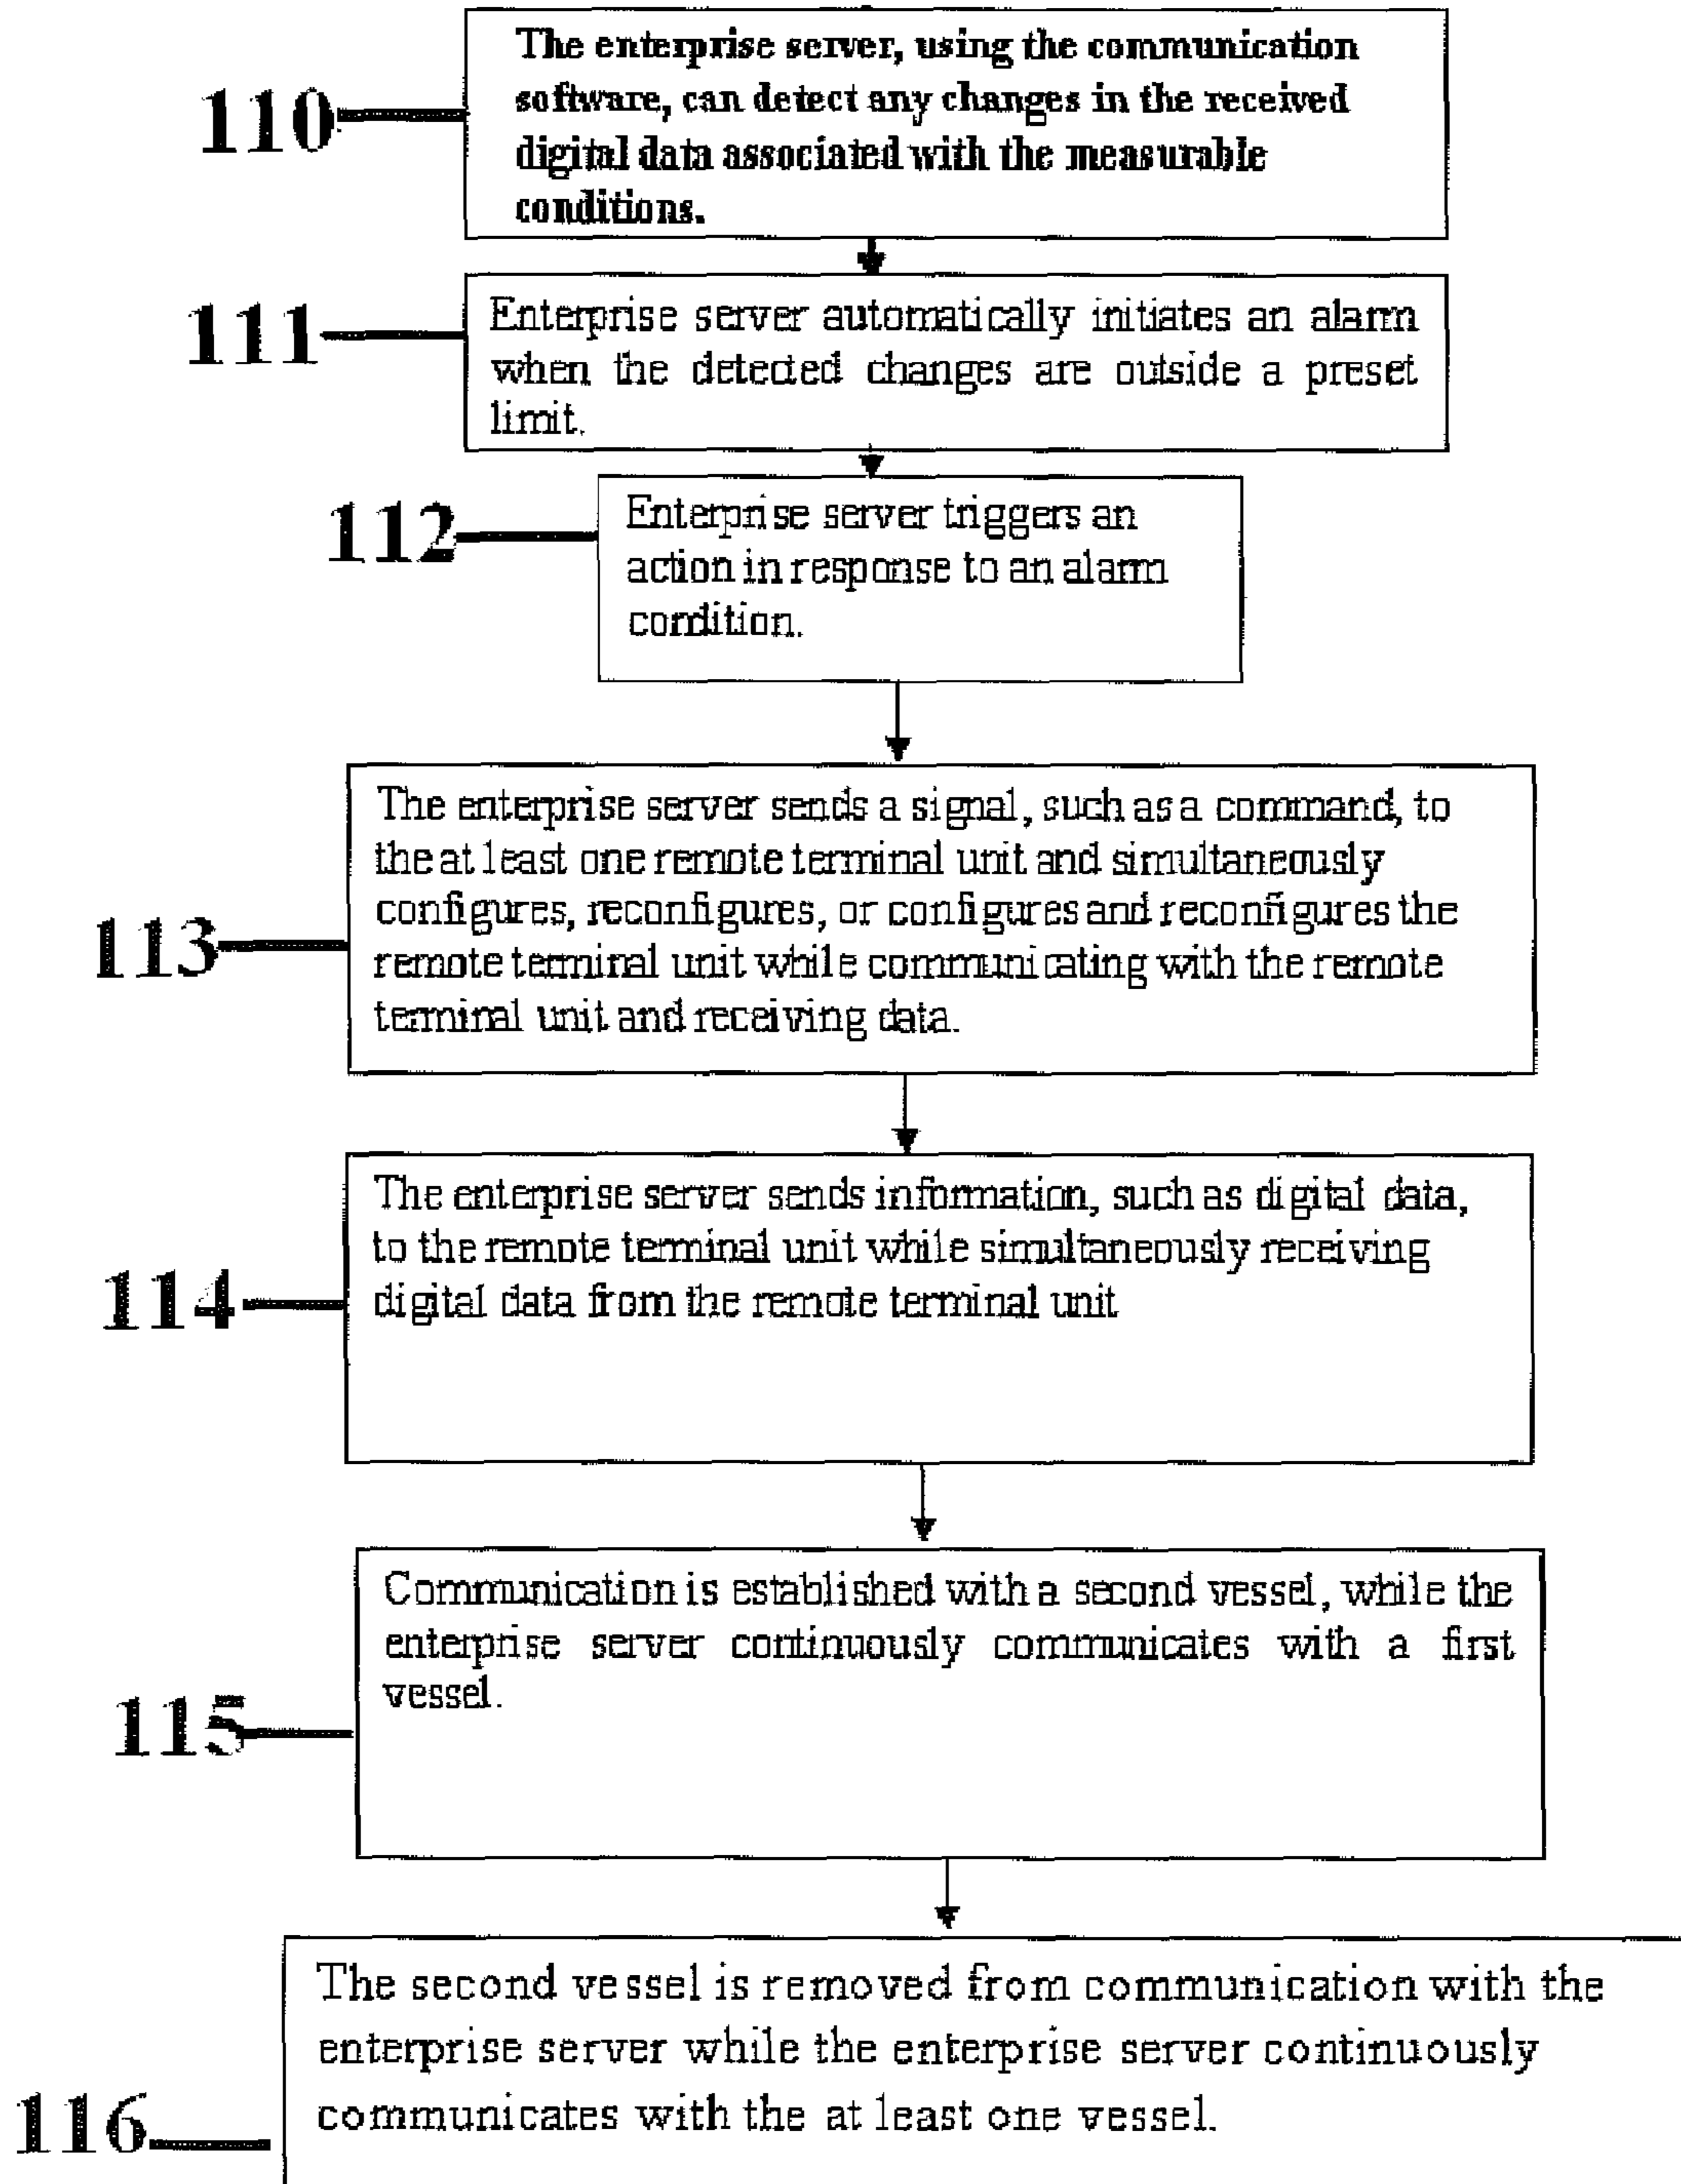 The enterprise server, using the communication
software, can detect any changes in the received
digital data associated with the measurable
conditions.
110
Enterprise server automatically initiates an alarm
when the detected changes are outside a preset
limit.
111
Enterprise server triggers an
action in response to an alarm
condition.
112
The enterprise server sends a signal, such as a command, to
the at least one remote terminal unit and simultaneously
configures, reconfigures, or configures and reconfigures the
remote terminal unit while communicating with the remote
terminal unit and receiving data.
113
The enterprise server sends information, such as digital data,
to the remote terminal unit while simultaneously receiving
digital data from the remote terminal unit
114
Communication is established with a second vessel, while the
enterprise server continuously communicates with a first
vessel.
115
The second vessel is removed from communication with the
enterprise server while the enterprise server continuously
communicates with the at least one vessel.
116